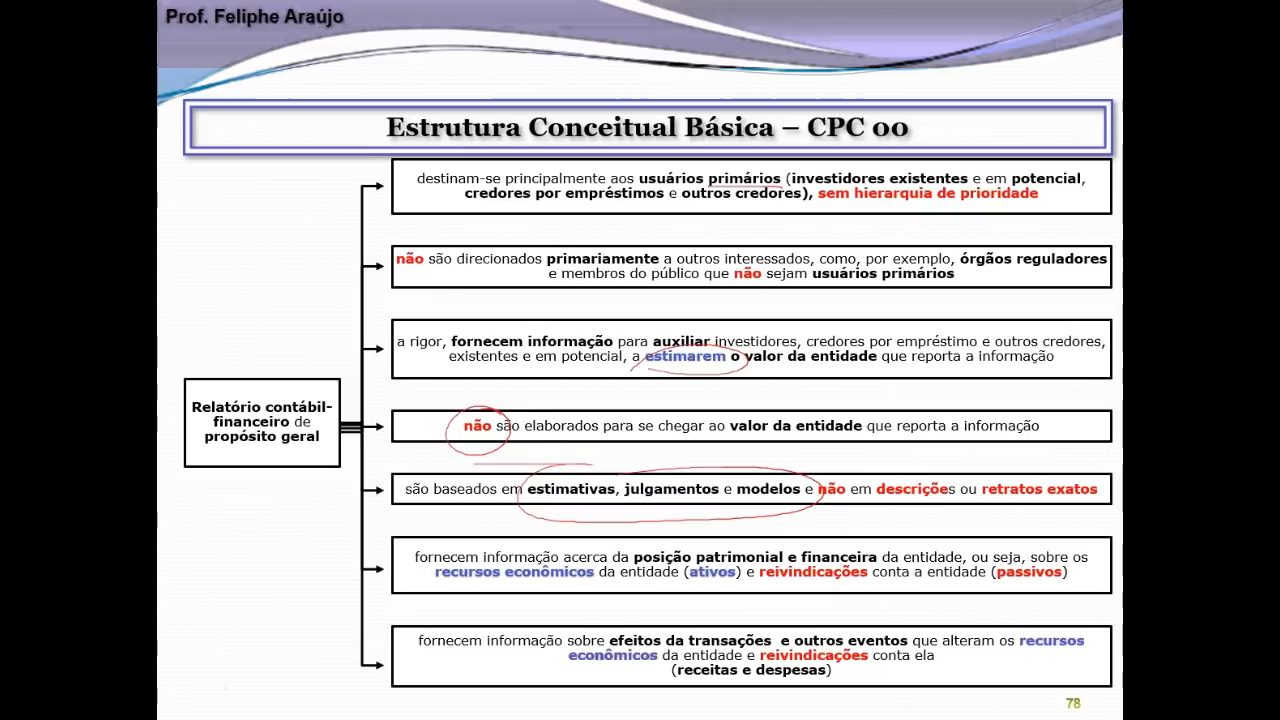 Prof. Feliphe Araújo
Estrutura Conceitual Básica – CPC 00
destinam-se principalmente aos usuários primários (investidores existentes e em potencial,
credores por empréstimos e outros credores), sem hierarquia de prioridade
não são direcionados primariamente a outros interessados, como, por exemplo, órgãos reguladores
e membros do público que não sejam usuários primários
a rigor, fornecem informação para auxiliar investidores, credores por empréstimo e outros credores,
existentes e em potencial, a estimarem o valor da entidade que reporta a informação
Relatório contábil-
financeiro de
propósito geral
não são elaborados para se chegar ao valor da entidade que reporta a informação
são baseados em estimativas, julgamentos e modelos e não em descrições ou retratos exatos
fornecem informação acerca da posição patrimonial e financeira da entidade, ou seja, sobre os
recursos econômicos da entidade (ativos) e reivindicações conta a entidade (passivos)
fornecem informação sobre efeitos da transações e outros eventos que alteram os recursos
econômicos da entidade e reivindicações conta ela
(receitas e despesas)
78